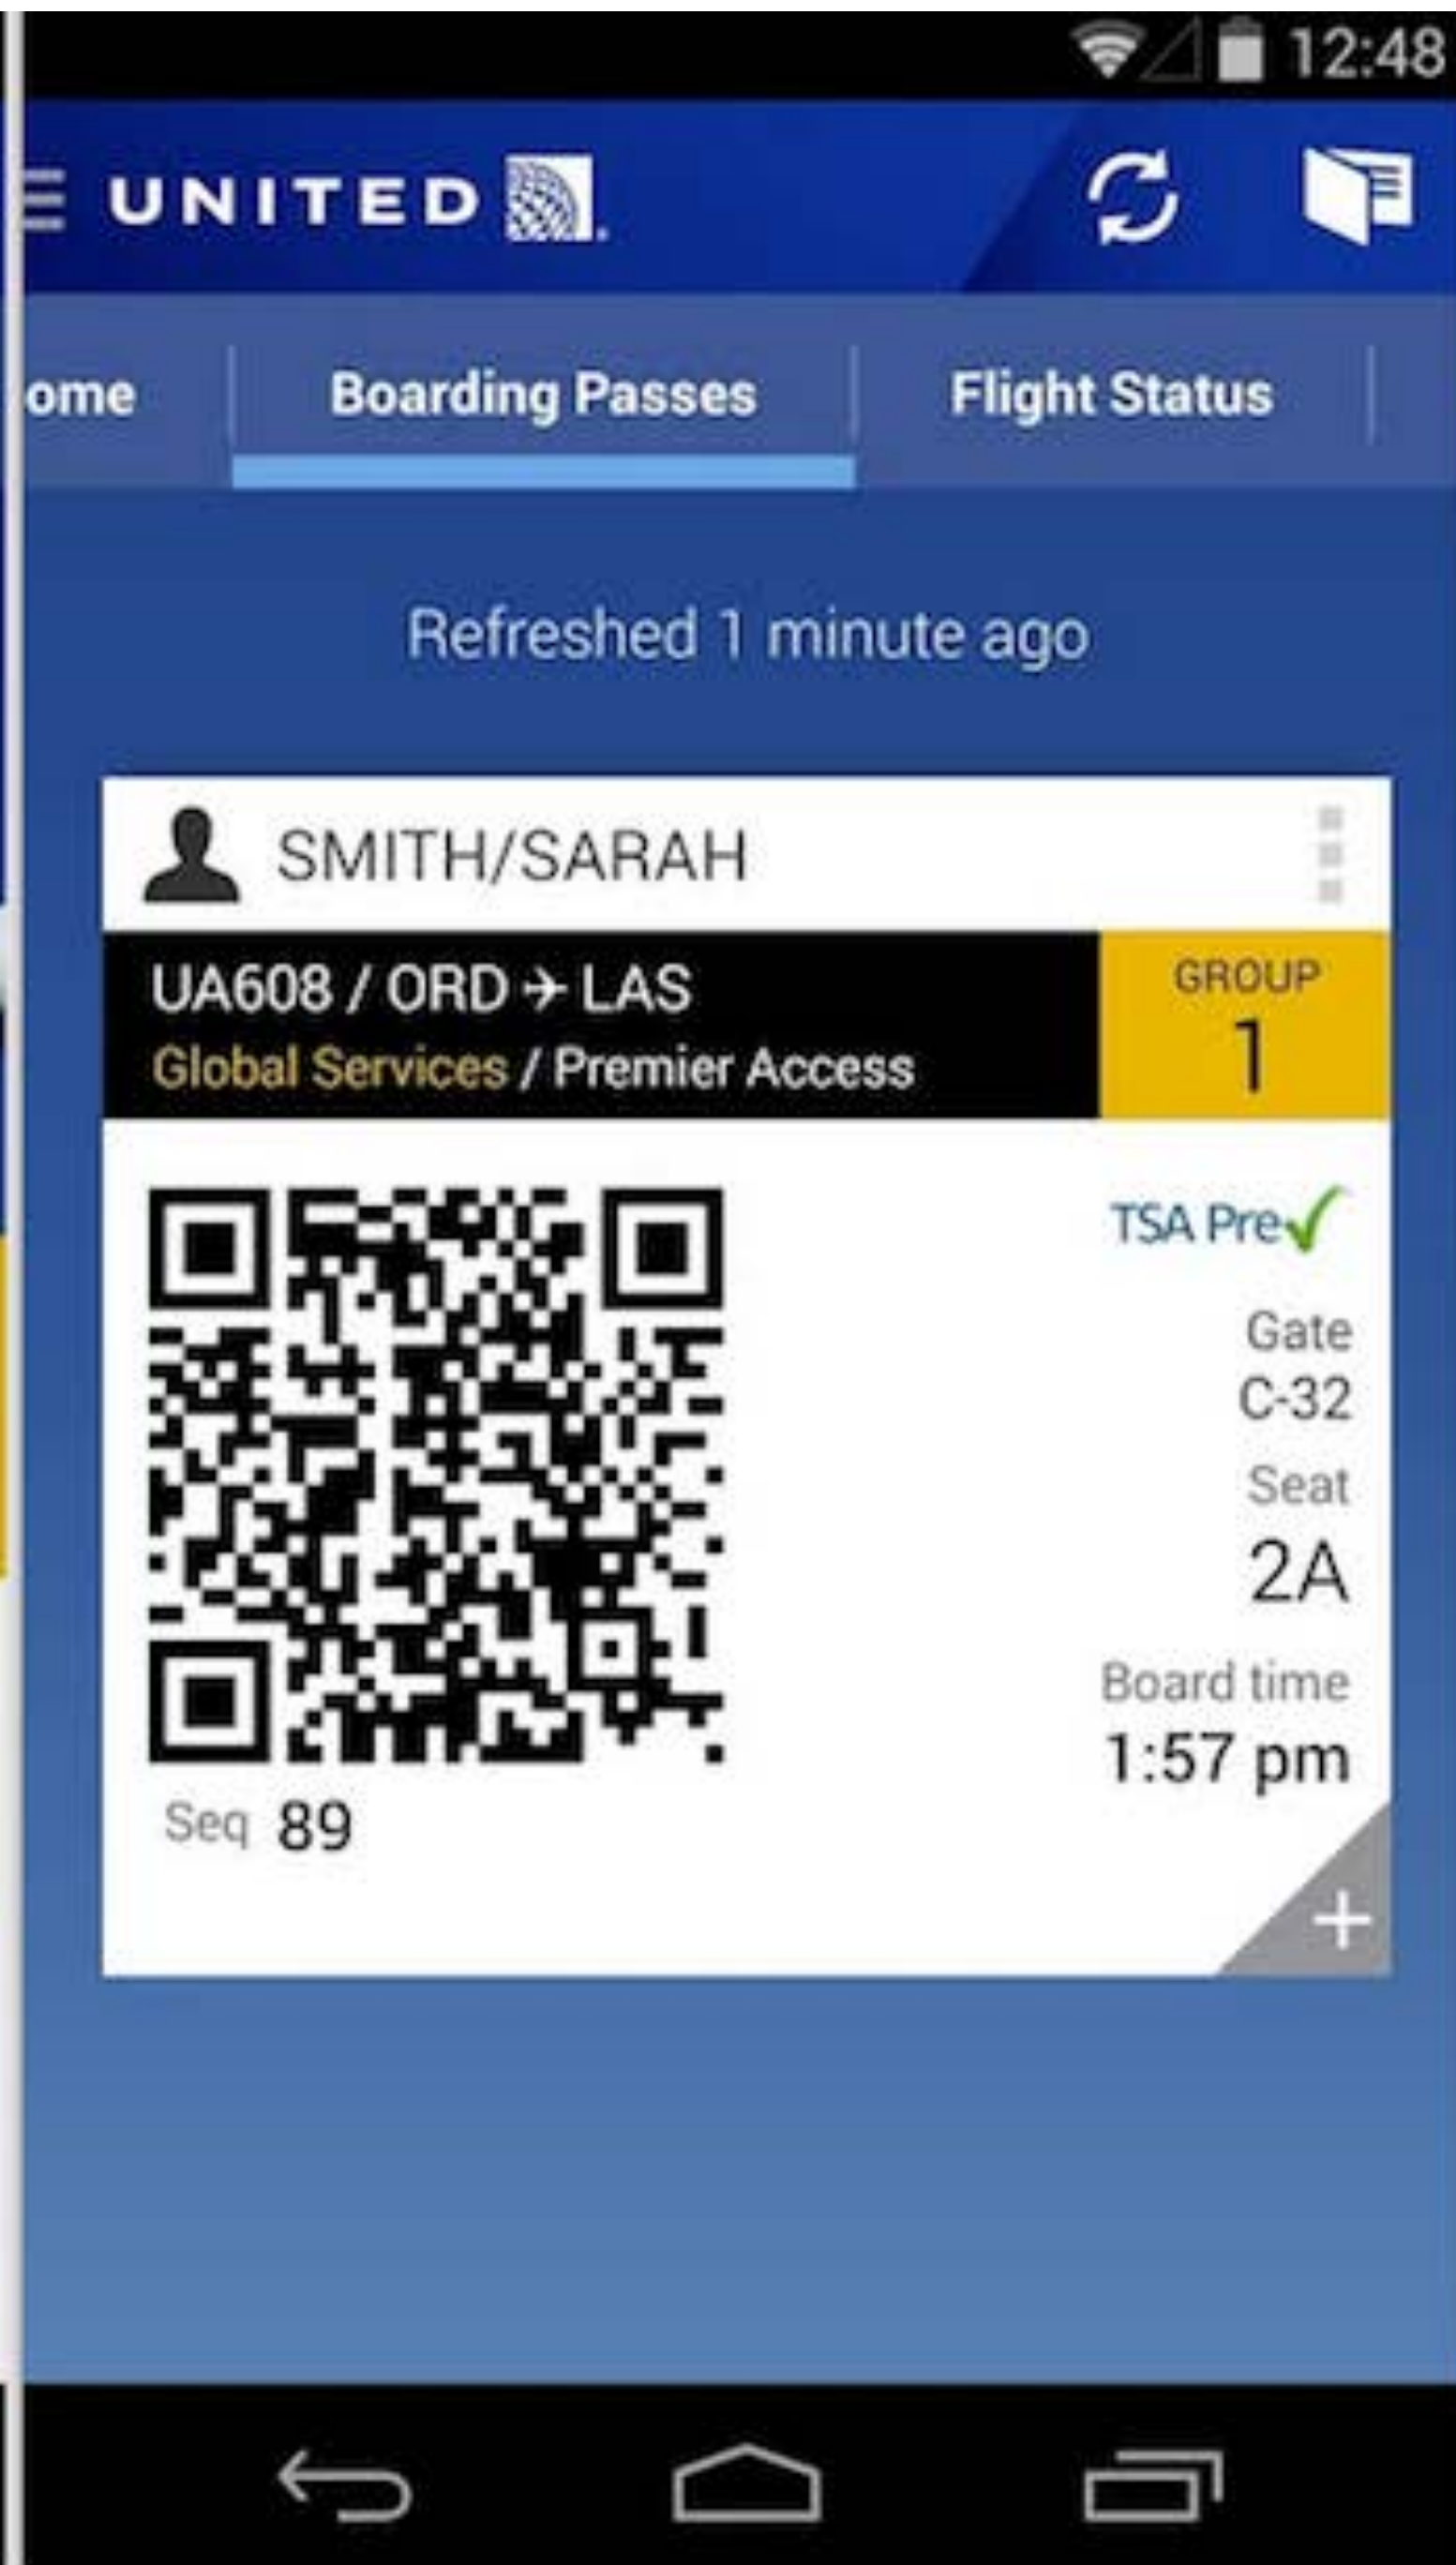 12:48
UNITED
ome
Boarding Passes
Flight Status
Refreshed 1 minute ago
SMITH/SARAH
UA608 / ORD ✈ LAS
Global Services / Premier Access
GROUP
1
TSA Pre✓
Gate
C-32
Seat
2A
Board time
1:57 pm
Seq 89
+